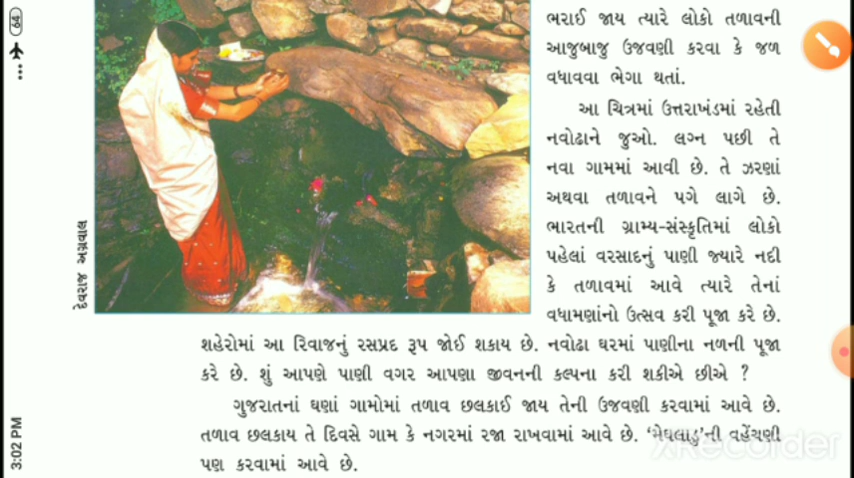 ભરાઈ જાય ત્યારે લોકો તળાવની
આજુબાજુ ઉજવણી કરવા કે જળ
વધાવવા ભેગા થતાં.
આ ચિત્રમાં ઉત્તરાખંડમાં રહેતી
નવોઢાને જુઓ. લગ્ન પછી તે
નવા ગામમાં આવી છે. તે ઝરણાં
અથવા તળાવને પગે લાગે છે.
ભારતની ગ્રામ્ય-સંસ્કૃતિમાં લોકો
પહેલાં વરસાદનું પાણી જ્યારે નદી
કે તળાવમાં આવે ત્યારે તેનાં
વધામણાંનો ઉત્સવ કરી પૂજા કરે છે.
શહેરોમાં આ રિવાજનું રસપ્રદ રૂપ જોઈ શકાય છે. નવોઢા ઘરમાં પાણીના નળની પૂજા
કરે છે. શું આપણે પાણી વગર આપણા જીવનની કલ્પના કરી શકીએ છીએ ?
ગુજરાતનાં ઘણાં ગામોમાં તળાવ છલકાઈ જાય તેની ઉજવણી કરવામાં આવે છે.
તળાવ છલકાય તે દિવસે ગામ કે નગરમાં રજા રાખવામાં આવે છે. ‘મેઘલાડુ’ની વહેંચણી
પણ કરવામાં આવે છે.
દેવરાજ અગ્રવાલ
64
3:02 PM
XRecorder